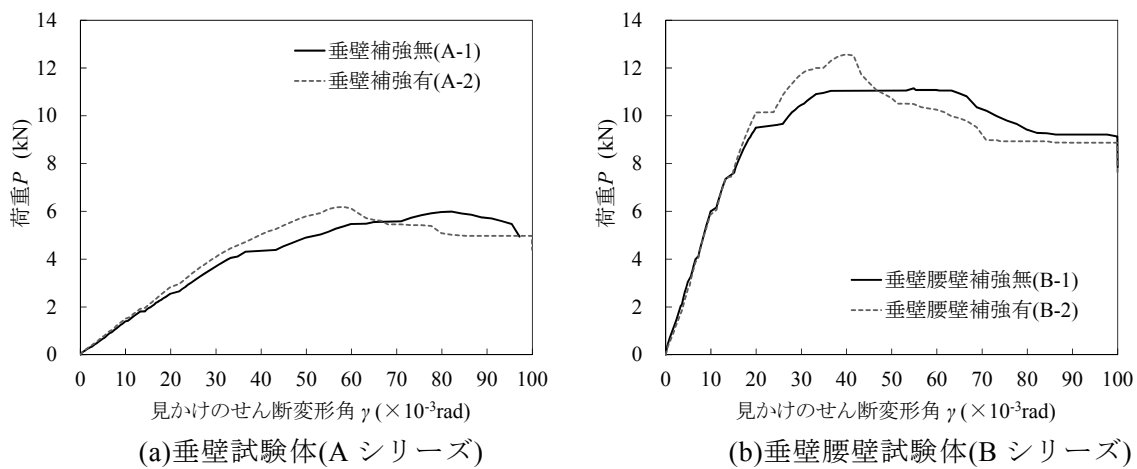 14
12
10
8
6
4
2
0
荷重P (kN)
垂壁補強無(A-1)
垂壁補強有(A-2)
0 10 20 30 40 50 60 70 80 90 100
見かけのせん断変形角 γ (×10⁻³rad)
(a)垂壁試験体(A シリーズ)
14
12
10
8
6
4
2
0
荷重P (kN)
垂壁腰壁補強無(B-1)
垂壁腰壁補強有(B-2)
0 10 20 30 40 50 60 70 80 90 100
見かけのせん断変形角 γ (×10⁻³rad)
(b)垂壁腰壁試験体(B シリーズ)